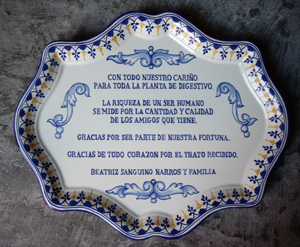 CON TODO NUESTRO CARIÑO
PARA TODA LA PLANTA DE DIGESTIVO.
LA RIQUEZA DE UN SER HUMANO
SE MIDE POR LA CANTIDAD Y CALIDAD
DE LOS AMIGOS QUE TIENE.
GRACIAS POR SER PARTE DE NUESTRA FORTUNA.
GRACIAS DE TODO CORAZON POR EL TRATO RECIBIDO.
BEATRIZ SANGUINO NARROS Y FAMILIA